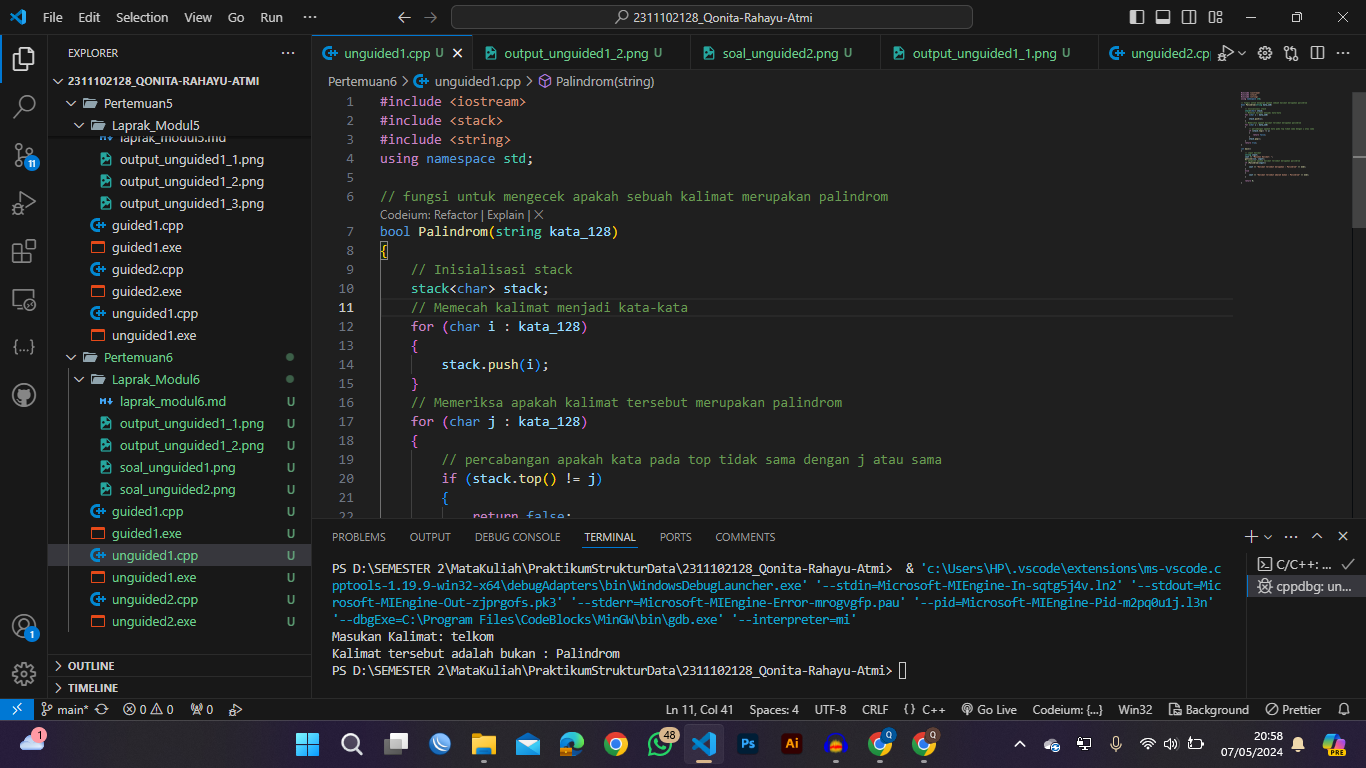 File Edit Selection View Go Run ··· 2311102128_Qonita-Rahayu-Atmi
EXPLORER ···
2311102128_QONITA-RAHAYU-ATMI
Pertemuan5
Laprak_Modul5
laprak_modul5.md
output_unguided1_1.png
output_unguided1_2.png
output_unguided1_3.png
guided1.cpp
guided1.exe
guided2.cpp
guided2.exe
unguided1.cpp
unguided1.exe
Pertemuan6
Laprak_Modul6
laprak_modul6.md U
output_unguided1_1.png U
output_unguided1_2.png U
soal_unguided1.png U
soal_unguided2.png U
guided1.cpp U
guided1.exe U
unguided1.cpp U
unguided1.exe U
unguided2.cpp U
unguided2.exe U
OUTLINE
TIMELINE
11
1
unguided1.cpp U output_unguided1_2.png U soal_unguided2.png U output_unguided1_1.png U unguided2.cpp ···
Pertemuan6 > unguided1.cpp > Palindrom(string)
1 #include <iostream>
2 #include <stack>
3 #include <string>
4 using namespace std;
5
6 // fungsi untuk mengecek apakah sebuah kalimat merupakan palindrom
Codeium: Refactor | Explain | X
7 bool Palindrom(string kata_128)
8 {
9 // Inisialisasi stack
10 stack<char> stack;
11 // Memecah kalimat menjadi kata-kata
12 for (char i : kata_128)
13 {
14 stack.push(i);
15 }
16 // Memeriksa apakah kalimat tersebut merupakan palindrom
17 for (char j : kata_128)
18 {
19 // percabangan apakah kata pada top tidak sama dengan j atau sama
20 if (stack.top() != j)
21 {
22 return false;
PROBLEMS OUTPUT DEBUG CONSOLE TERMINAL PORTS COMMENTS
PS D:\SEMESTER 2\MataKuliah\PraktikumStrukturData\2311102128_Qonita-Rahayu-Atmi> & 'c:\Users\HP\.vscode\extensions\ms-vscode.c
pptools-1.19.9-win32-x64\debugAdapters\bin\WindowsDebugLauncher.exe' '--stdin=Microsoft-MIEngine-In-sqtg5j4v.ln2' '--stdout=Mic
rosoft-MIEngine-Out-zjprgofs.pk3' '--stderr=Microsoft-MIEngine-Error-mrogvgfp.pau' '--pid=Microsoft-MIEngine-Pid-m2pq0u1j.l3n'
'--dbgExe=C:\Program Files\CodeBlocks\MinGW\bin\gdb.exe' '--interpreter=mi'
Masukan Kalimat: telkom
Kalimat tersebut adalah bukan : Palindrom
PS D:\SEMESTER 2\MataKuliah\PraktikumStrukturData\2311102128_Qonita-Rahayu-Atmi>
C/C++: ...
cppdbg: un...
main* 0 0 0 Ln 11, Col 41 Spaces: 4 UTF-8 CRLF {} C++ Go Live Codeium: {...} Win32 Background Prettier
1 48 Ps Ai Q Q PRE
20:58
07/05/2024